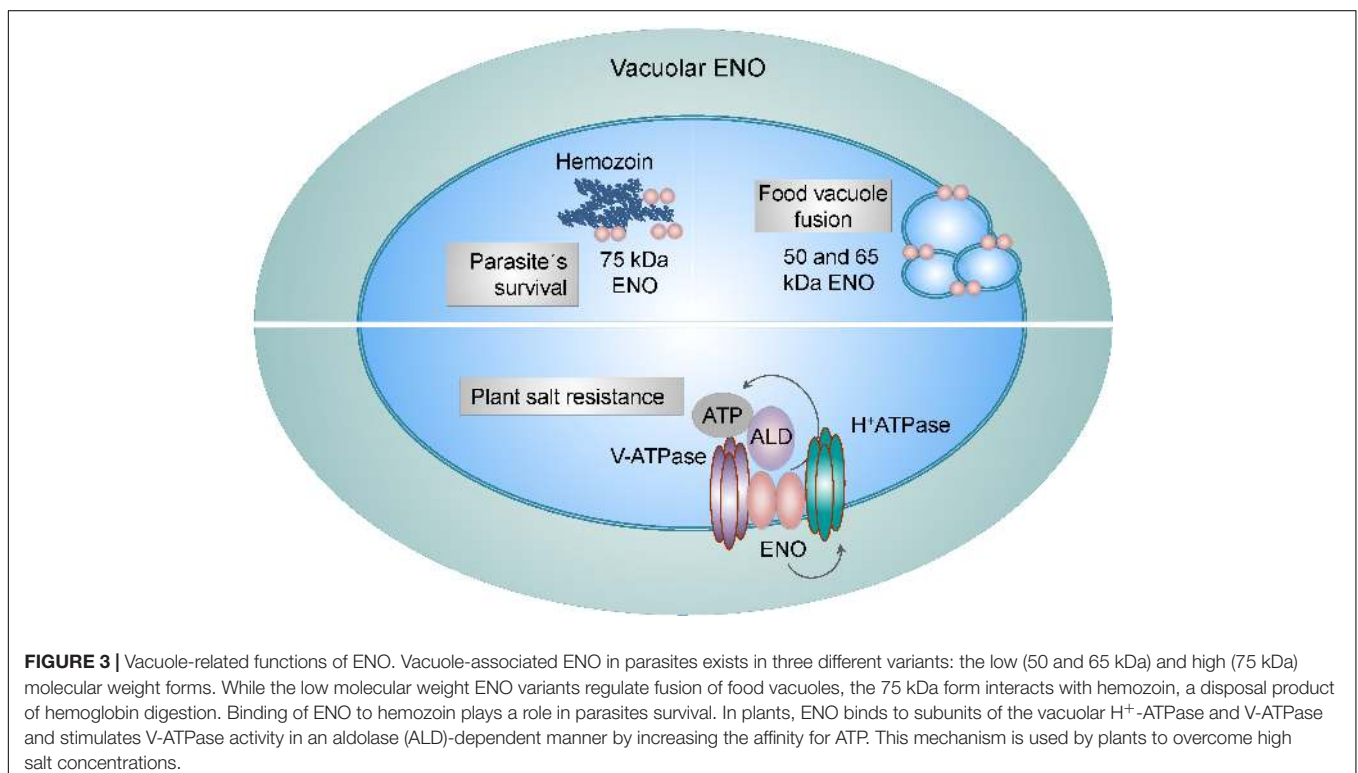 Vacuolar ENO
Hemozoin
Parasite´s
survival
75 kDa
ENO
Food vacuole
fusion
50 and 65
kDa ENO
Plant salt resistance
ATP
ALD
V-ATPase
H⁺ATPase
ENO
FIGURE 3 | Vacuole-related functions of ENO. Vacuole-associated ENO in parasites exists in three different variants: the low (50 and 65 kDa) and high (75 kDa)
molecular weight forms. While the low molecular weight ENO variants regulate fusion of food vacuoles, the 75 kDa form interacts with hemozoin, a disposal product
of hemoglobin digestion. Binding of ENO to hemozoin plays a role in parasites survival. In plants, ENO binds to subunits of the vacuolar H⁺-ATPase and V-ATPase
and stimulates V-ATPase activity in an aldolase (ALD)-dependent manner by increasing the affinity for ATP. This mechanism is used by plants to overcome high
salt concentrations.